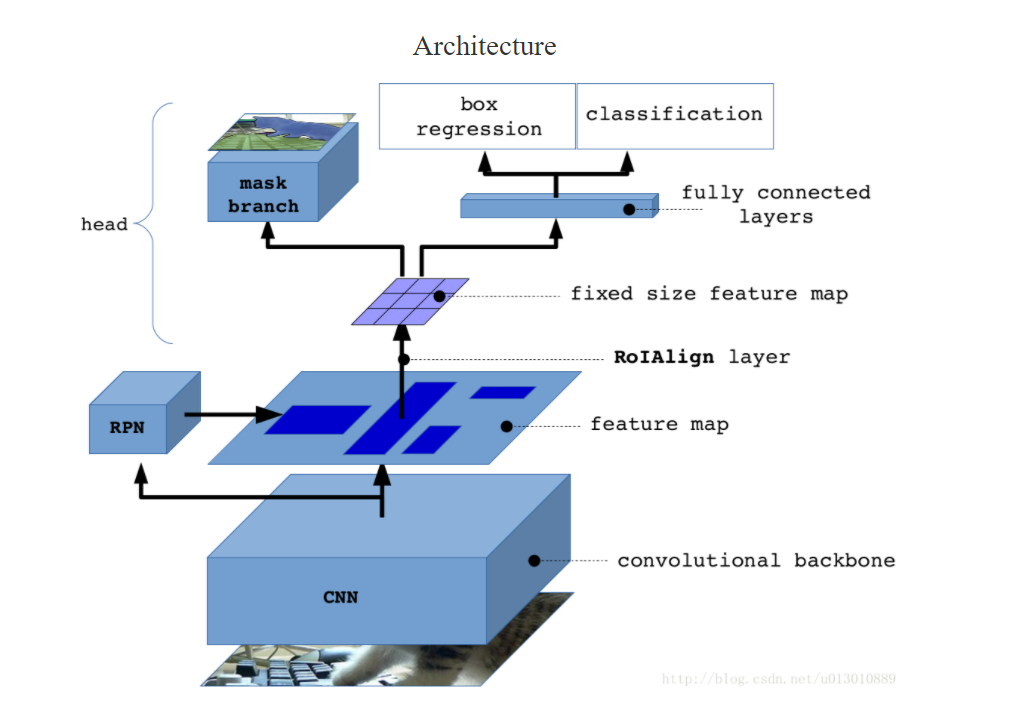 Architecture
box
regression
classification
mask
branch
fully connected
layers
head
fixed size feature map
RoIAlign layer
RPN
feature map
convolutional backbone
CNN
http://blog.csdn.net/u013010889